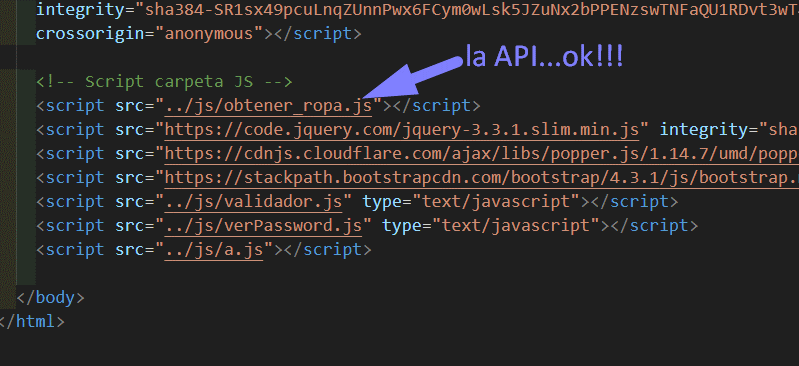 integrity="sha384-SR1sx49pcuLnqZUnnPwx6FCym0wLsk5JZuNx2bPPENzswTNFaQU1RDvt3wT
crossorigin="anonymous"></script>
la API...ok!!!
<!-- Script carpeta JS -->
<script src="../js/obtener_ropa.js"></script>
<script src="https://code.jquery.com/jquery-3.3.1.slim.min.js" integrity="sha
<script src="https://cdnjs.cloudflare.com/ajax/libs/popper.js/1.14.7/umd/popp
<script src="https://stackpath.bootstrapcdn.com/bootstrap/4.3.1/js/bootstrap.
<script src="../js/validador.js" type="text/javascript"></script>
<script src="../js/verPassword.js" type="text/javascript"></script>
<script src="../js/a.js"></script>
</body>
</html>